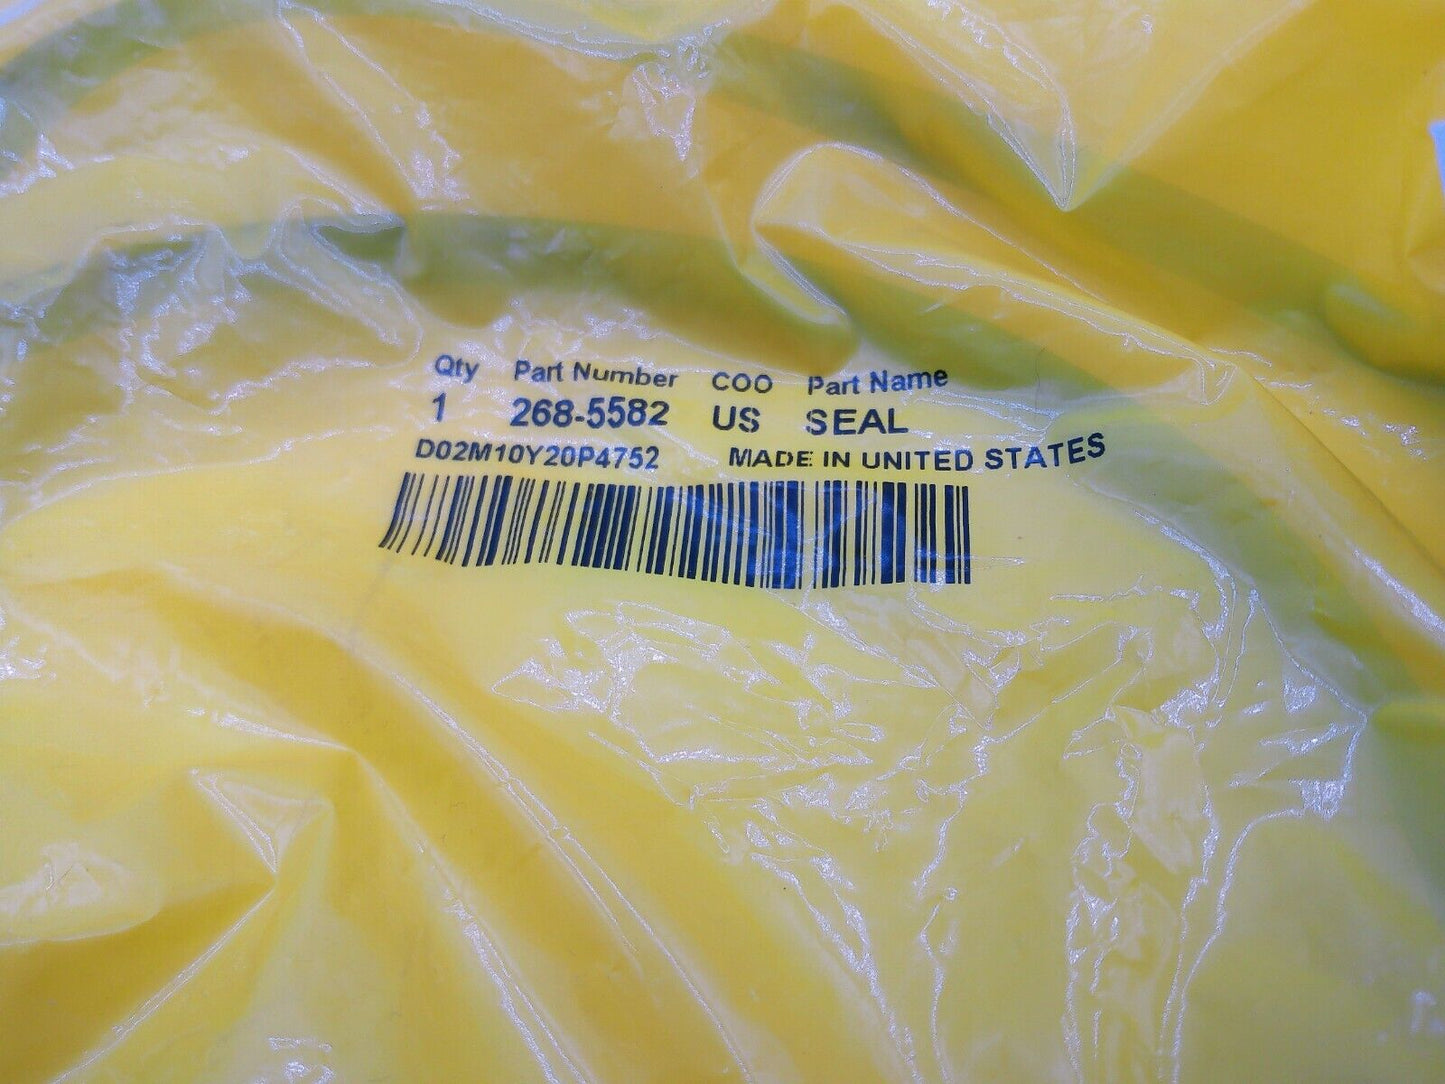 Qty Part Number COO Part Name
1 268-5582 US SEAL
D02M10Y20P4752 MADE IN UNITED STATES